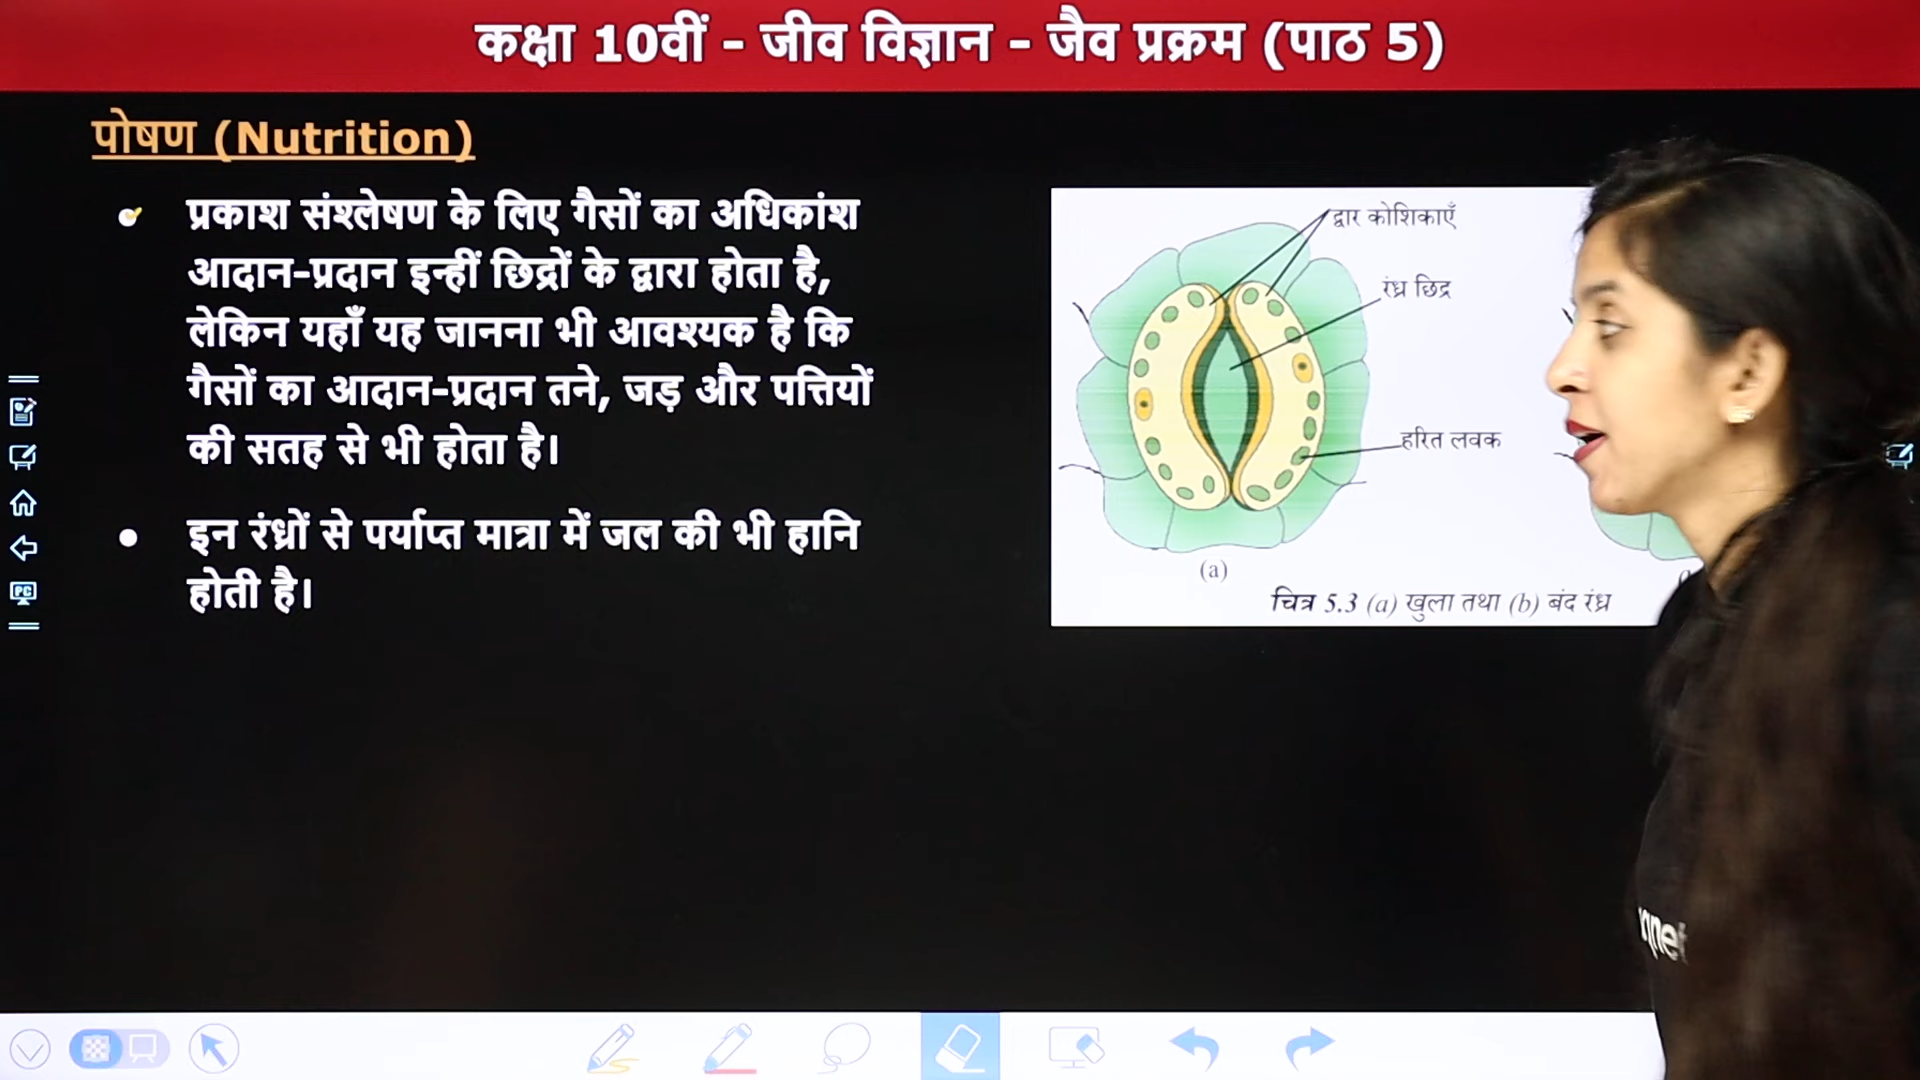 कक्षा 10वीं - जीव विज्ञान - जैव प्रक्रम (पाठ 5)
पोषण (Nutrition)
प्रकाश संश्लेषण के लिए गैसों का अधिकांश
आदान-प्रदान इन्हीं छिद्रों के द्वारा होता है,
लेकिन यहाँ यह जानना भी आवश्यक है कि
गैसों का आदान-प्रदान तने, जड़ और पत्तियों
की सतह से भी होता है।
इन रंध्रों से पर्याप्त मात्रा में जल की भी हानि
होती है।
द्वार कोशिकाएँ
रंध्र छिद्र
हरित लवक
(a)
चित्र 5.3 (a) खुला तथा (b) बंद रंध्र
PC